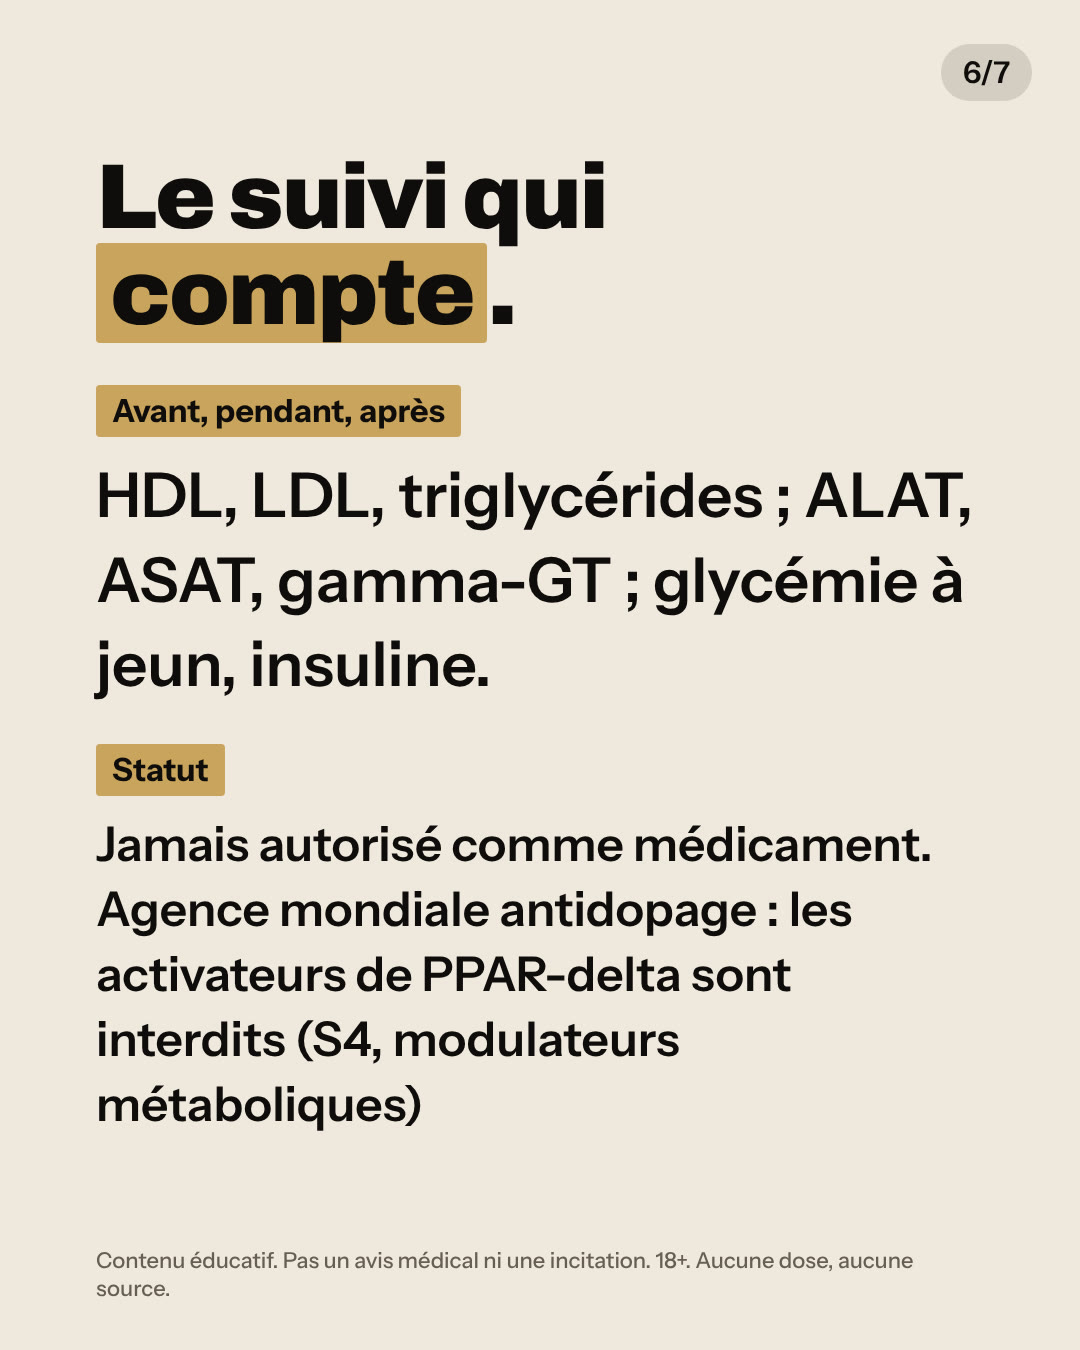 6/7
Le suivi qui
compte.
Avant, pendant, après
HDL, LDL, triglycérides ; ALAT,
ASAT, gamma-GT ; glycémie à
jeun, insuline.
Statut
Jamais autorisé comme médicament.
Agence mondiale antidopage : les
activateurs de PPAR-delta sont
interdits (S4, modulateurs
métaboliques)
Contenu éducatif. Pas un avis médical ni une incitation. 18+. Aucune dose, aucune
source.